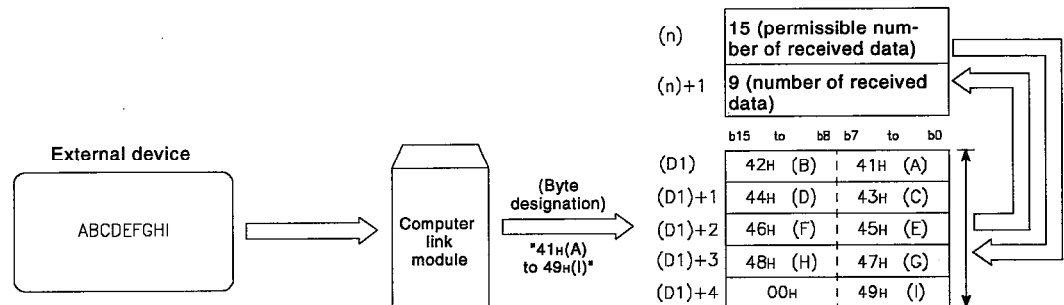 (n)
15 (permissible num-
ber of received data)
(n)+1
9 (number of received
data)
b15 to b8 b7 to b0
External device
ABCDEFGHI
Computer
link
module
(Byte
designation)
"41H(A)
to 49H(I)"
(D1) 42H (B) 41H (A)
(D1)+1 44H (D) 43H (C)
(D1)+2 46H (F) 45H (E)
(D1)+3 48H (H) 47H (G)
(D1)+4 00H 49H (I)